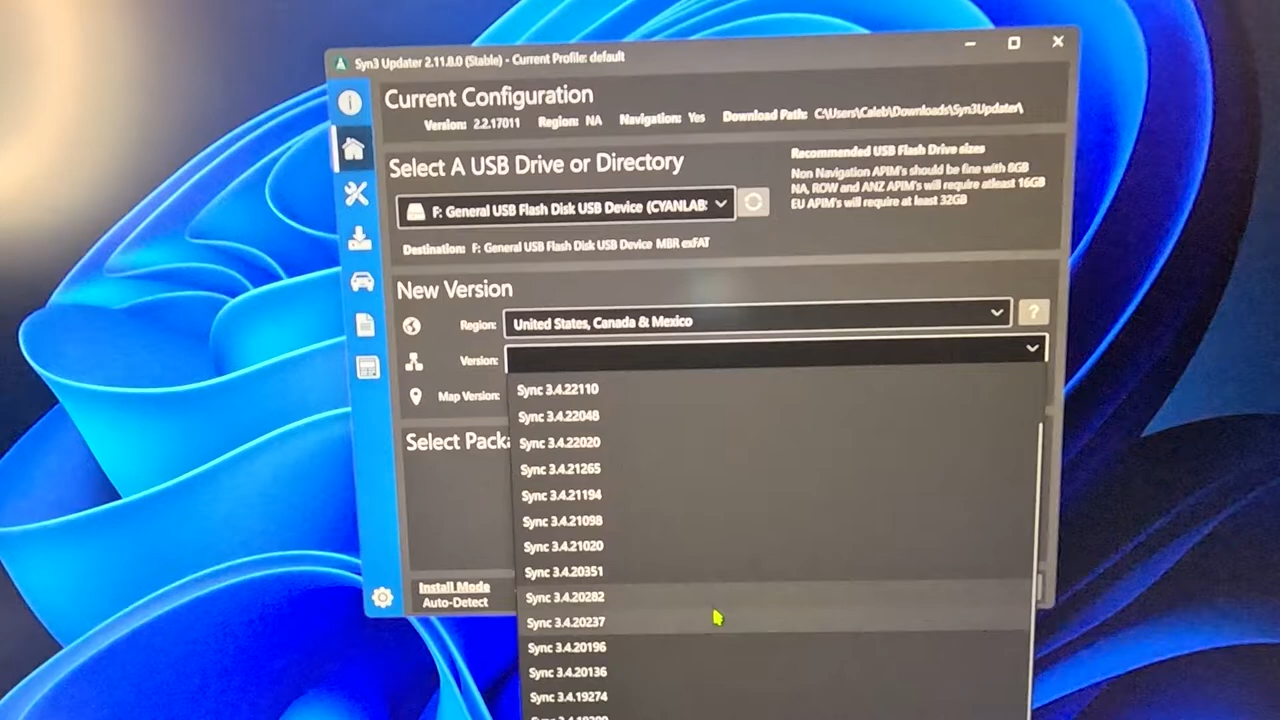 Syn3 Updater 2.11.8.0 (Stable) - Current Profile: default
Current Configuration
Version: 2.2.17011 Region: NA Navigation: Yes Download Path: C:\Users\Caleb\Downloads\Syn3Updater\
Select A USB Drive or Directory
Recommended USB Flash Drive sizes
Non Navigation APIM's should be fine with 8GB
NA, ROW and ANZ APIM's will require atleast 16GB
EU APIM's will require at least 32GB
F: General USB Flash Disk USB Device (CYANLAB
Destination: F: General USB Flash Disk USB Device MBR exFAT
New Version
Region: United States, Canada & Mexico ?
Version:
Map Version:
Sync 3.4.22110
Sync 3.4.22048
Sync 3.4.22020
Sync 3.4.21265
Sync 3.4.21194
Sync 3.4.21098
Sync 3.4.21020
Sync 3.4.20351
Sync 3.4.20282
Sync 3.4.20237
Sync 3.4.20196
Sync 3.4.20136
Sync 3.4.19274
Select Pack
Install Mode
Auto-Detect